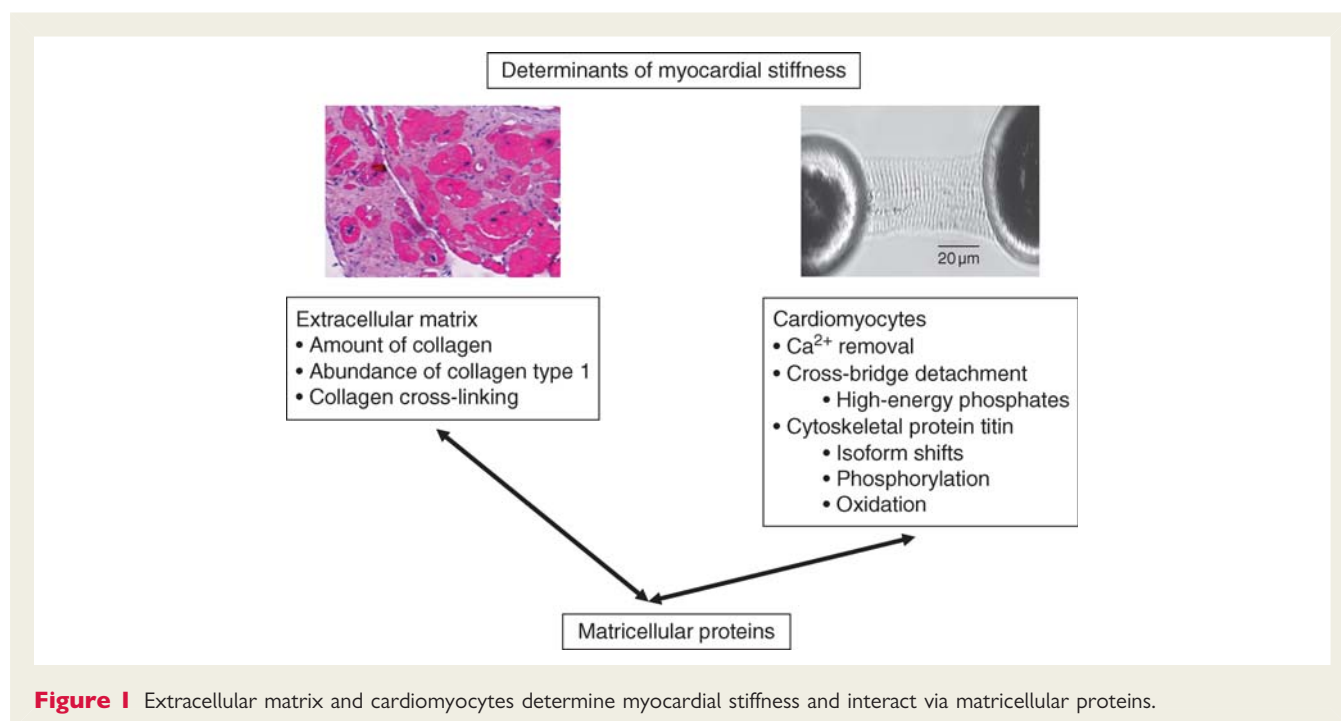 Determinants of myocardial stiffness
20 μm
Extracellular matrix
• Amount of collagen
• Abundance of collagen type 1
• Collagen cross-linking
Cardiomyocytes
• Ca²⁺ removal
• Cross-bridge detachment
• High-energy phosphates
• Cytoskeletal protein titin
• Isoform shifts
• Phosphorylation
• Oxidation
Matricellular proteins
Figure 1 Extracellular matrix and cardiomyocytes determine myocardial stiffness and interact via matricellular proteins.